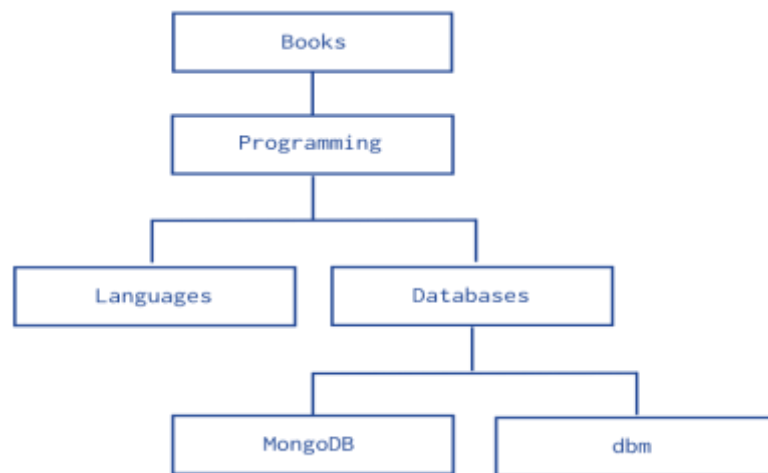 Books
Programming
Languages
Databases
MongoDB
dbm